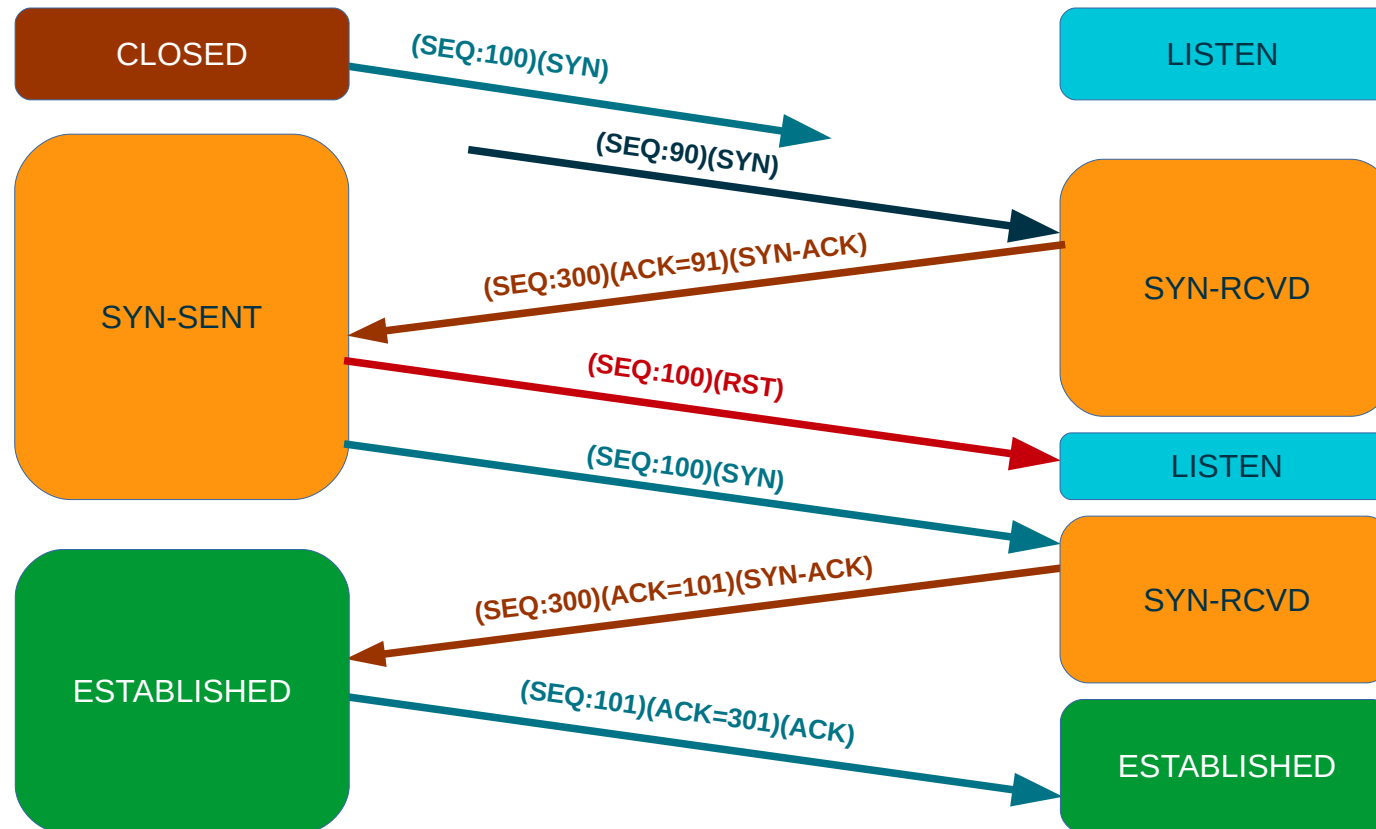 CLOSED
(SEQ:100)(SYN)
LISTEN
(SEQ:90)(SYN)
(SEQ:300)(ACK=91)(SYN-ACK)
SYN-SENT
SYN-RCVD
(SEQ:100)(RST)
(SEQ:100)(SYN)
LISTEN
(SEQ:300)(ACK=101)(SYN-ACK)
SYN-RCVD
ESTABLISHED
(SEQ:101)(ACK=301)(ACK)
ESTABLISHED